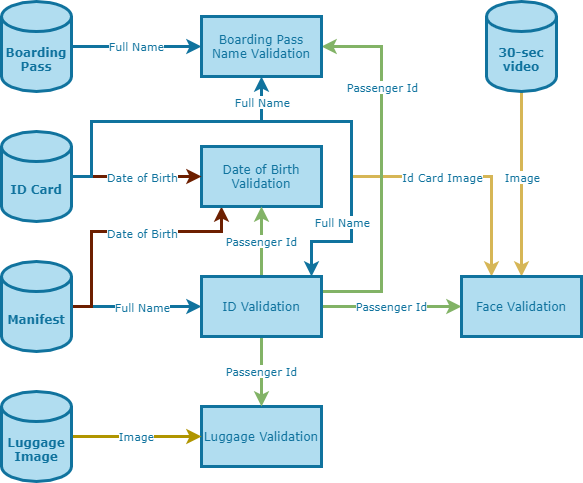 Boarding
Pass
Full Name
Boarding Pass
Name Validation
30-sec
video
Passenger Id
Full Name
ID Card
Date of Birth
Date of Birth
Validation
Id Card Image
Image
Full Name
Date of Birth
Passenger Id
Manifest
Full Name
ID Validation
Passenger Id
Face Validation
Passenger Id
Luggage
Image
Image
Luggage Validation